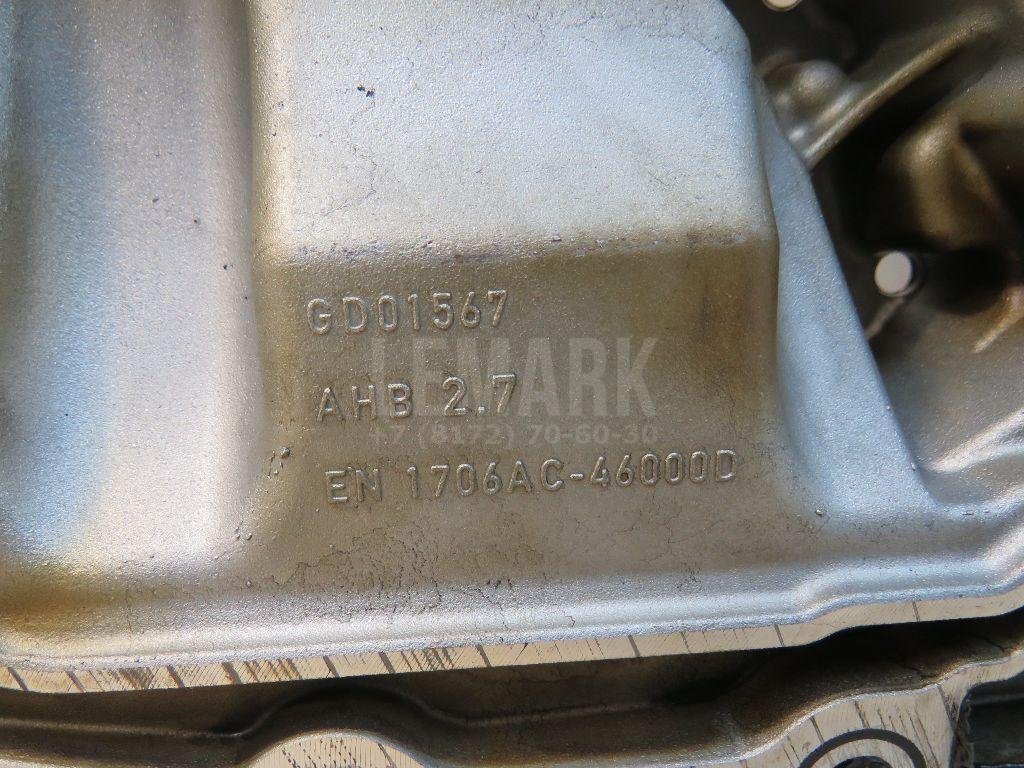 GD01567
LEMARK
AHB 2.7
+7 (8172) 70-60-30
EN 1706AC-46000D